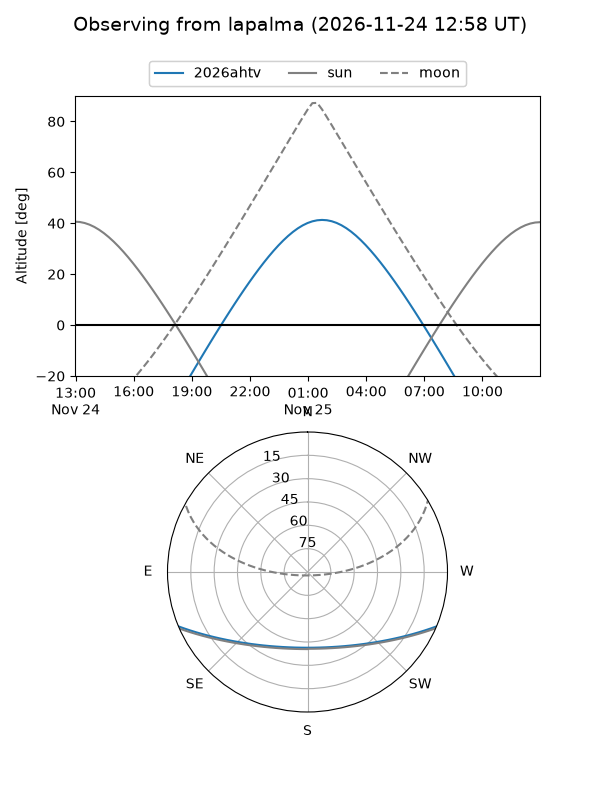 Observing from lapalma (2026-11-24 12:58 UT)
2026ahtv sun moon
Altitude [deg]
80
60
40
20
0
−20
13:00 16:00 19:00 22:00 01:00 04:00 07:00 10:00
Nov 24 Nov 25
N
NE NW
15
30
45
60
75
E W
SE SW
S